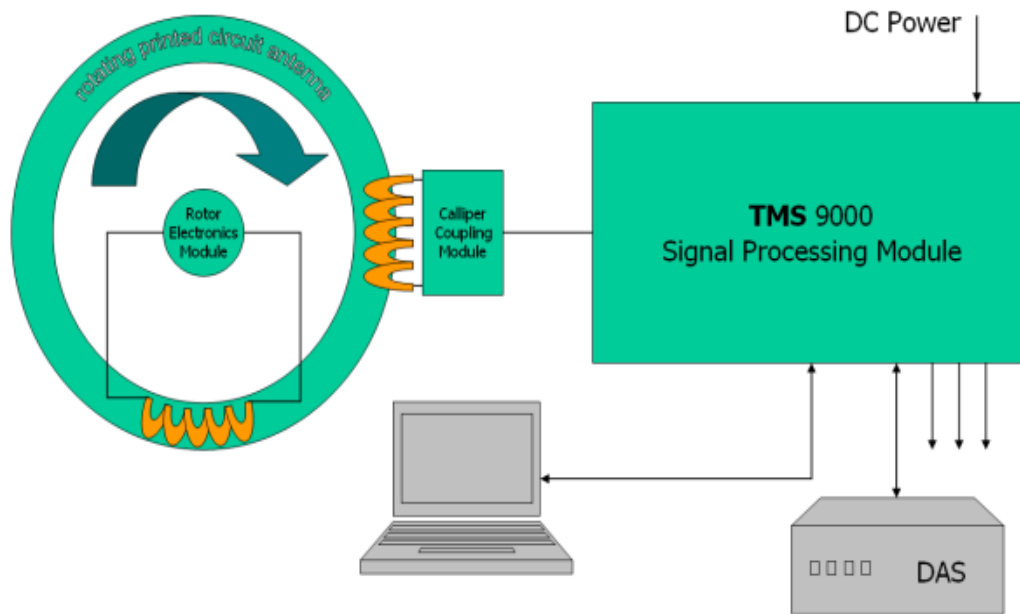 rotating printed circuit antenna
DC Power
Rotor
Electronics
Module
Calliper
Coupling
Module
TMS 9000
Signal Processing Module
DAS